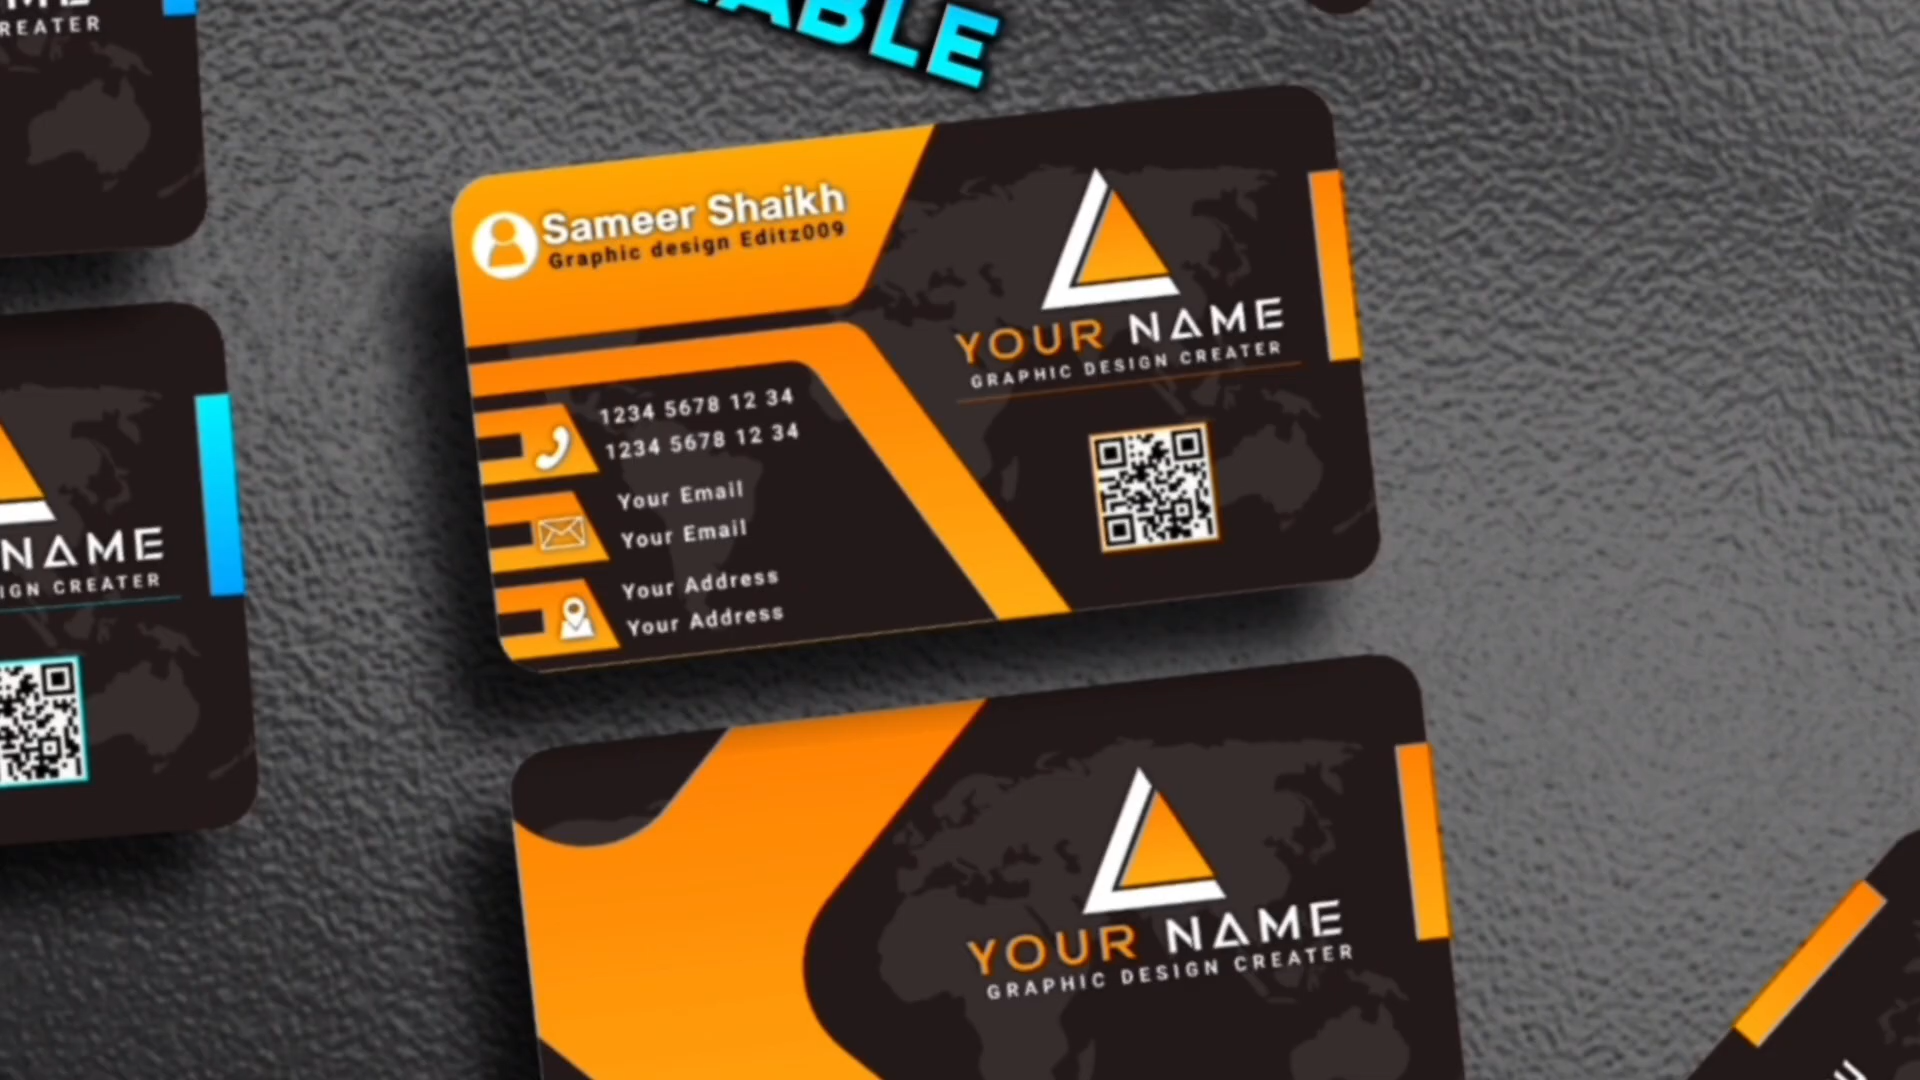 REATER
ABLE
Sameer Shaikh
Graphic design Editz009
1234 5678 12 34
1234 5678 12 34
Your Email
Your Email
Your Address
Your Address
YOUR NAME
GRAPHIC DESIGN CREATER
NAME
IGN CREATER
YOUR NAME
GRAPHIC DESIGN CREATER